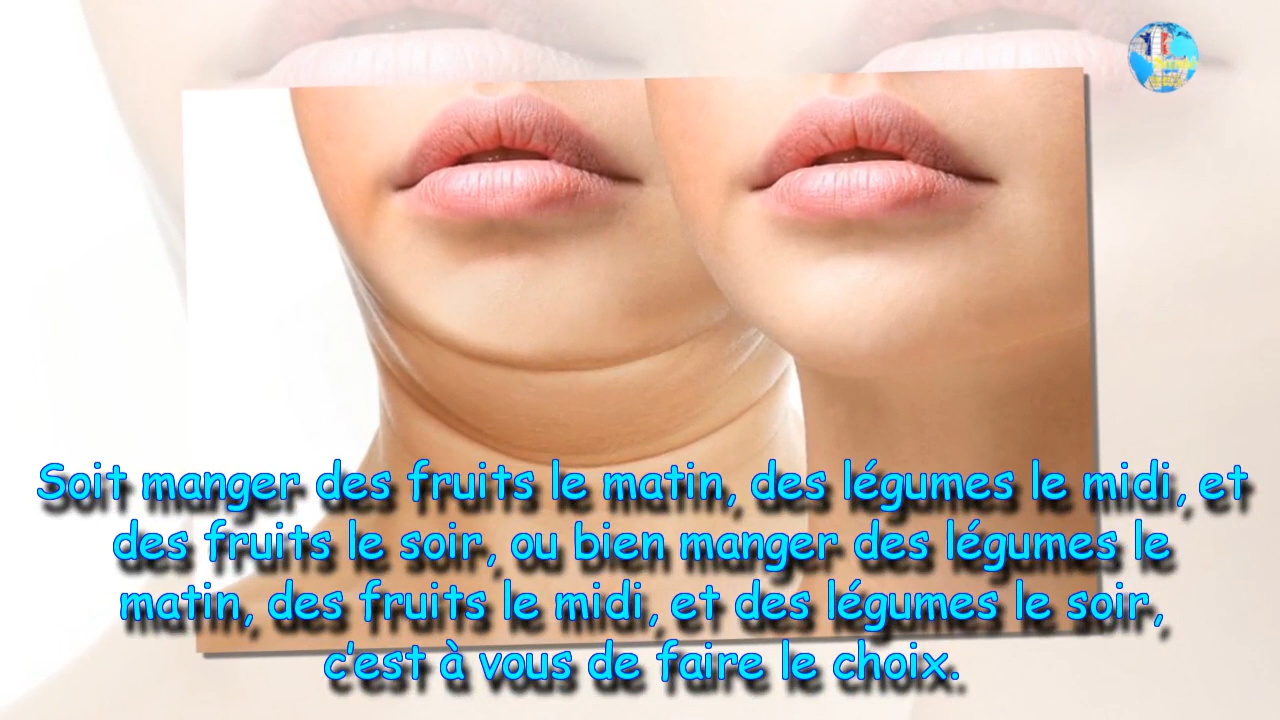 Soit manger des fruits le matin, des légumes le midi, et
des fruits le soir, ou bien manger des légumes le
matin, des fruits le midi, et des légumes le soir,
c'est à vous de faire le choix.